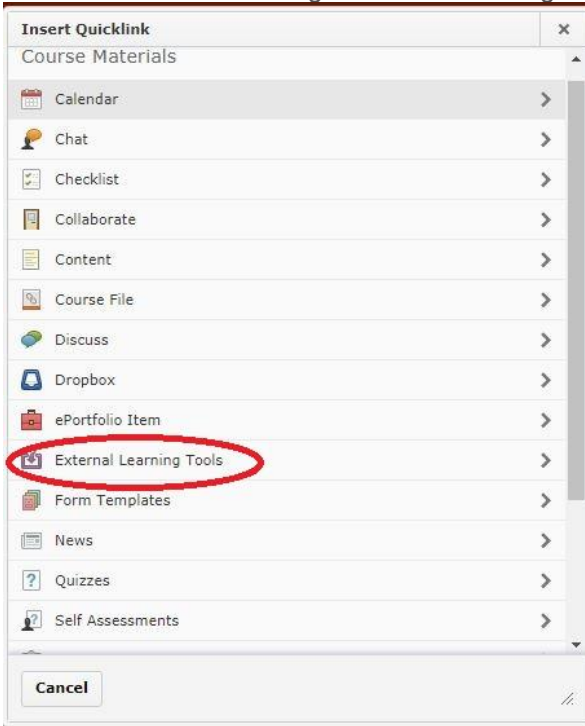 Insert Quicklink
Course Materials
Calendar
Chat
Checklist
Collaborate
Content
Course File
Discuss
Dropbox
ePortfolio Item
External Learning Tools
Form Templates
News
Quizzes
Self Assessments
Cancel